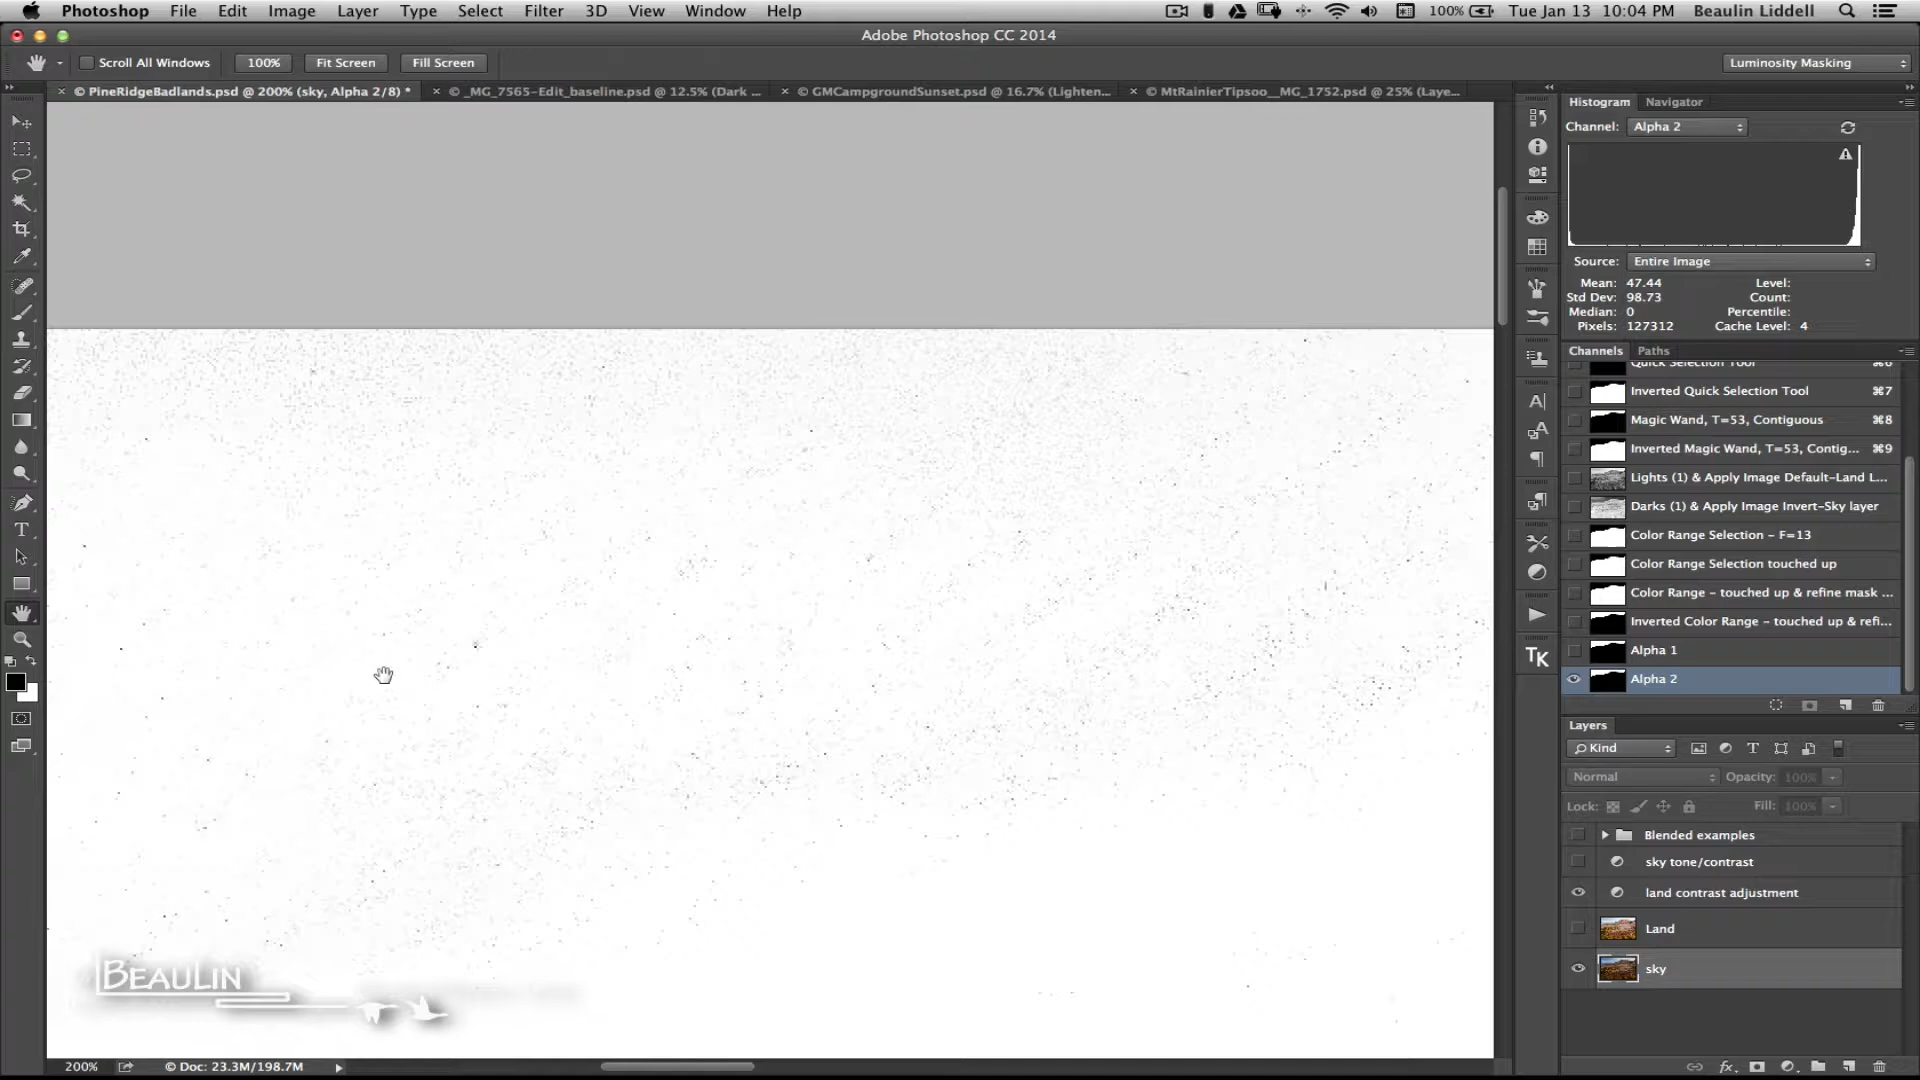 Photoshop File Edit Image Layer Type Select Filter 3D View Window Help 100% Tue Jan 13 10:04 PM Beaulin Liddell
Adobe Photoshop CC 2014
Scroll All Windows 100% Fit Screen Fill Screen Luminosity Masking
© PineRidgeBadlands.psd @ 200% (sky, Alpha 2/8) * © _MG_7565-Edit_baseline.psd @ 12.5% (Dark ... © GMCampgroundSunset.psd @ 16.7% (Lighten... © MtRainierTipsoo__MG_1752.psd @ 25% (Laye...
Histogram Navigator
Channel: Alpha 2
Source: Entire Image
Mean: 47.44 Level:
Std Dev: 98.73 Count:
Median: 0 Percentile:
Pixels: 127312 Cache Level: 4
Channels Paths
Quick Selection Tool ⌘6
Inverted Quick Selection Tool ⌘7
Magic Wand, T=53, Contiguous ⌘8
Inverted Magic Wand, T=53, Contig... ⌘9
Lights (1) & Apply Image Default-Land L...
Darks (1) & Apply Image Invert-Sky layer
Color Range Selection - F=13
Color Range Selection touched up
Color Range - touched up & refine mask ...
Inverted Color Range - touched up & refi...
Alpha 1
Alpha 2
TK
Layers
Kind
Normal Opacity: 100%
Lock: Fill: 100%
Blended examples
sky tone/contrast
land contrast adjustment
Land
sky
BEAULIN
200% © Doc: 23.3M/198.7M